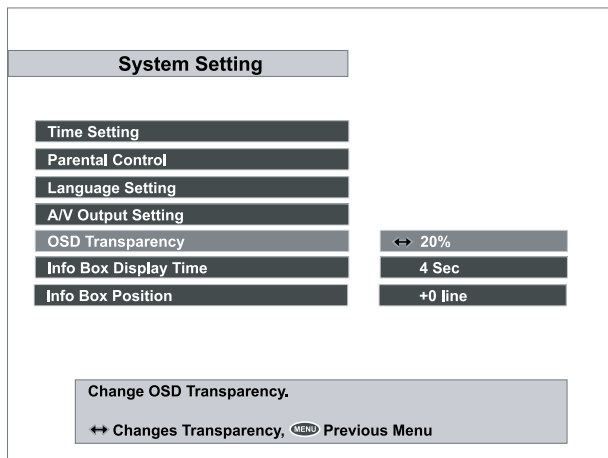 System Setting
Time Setting
Parental Control
Language Setting
A/V Output Setting
OSD Transparency ↔ 20%
Info Box Display Time 4 Sec
Info Box Position +0 line
Change OSD Transparency.
↔ Changes Transparency, MENU Previous Menu